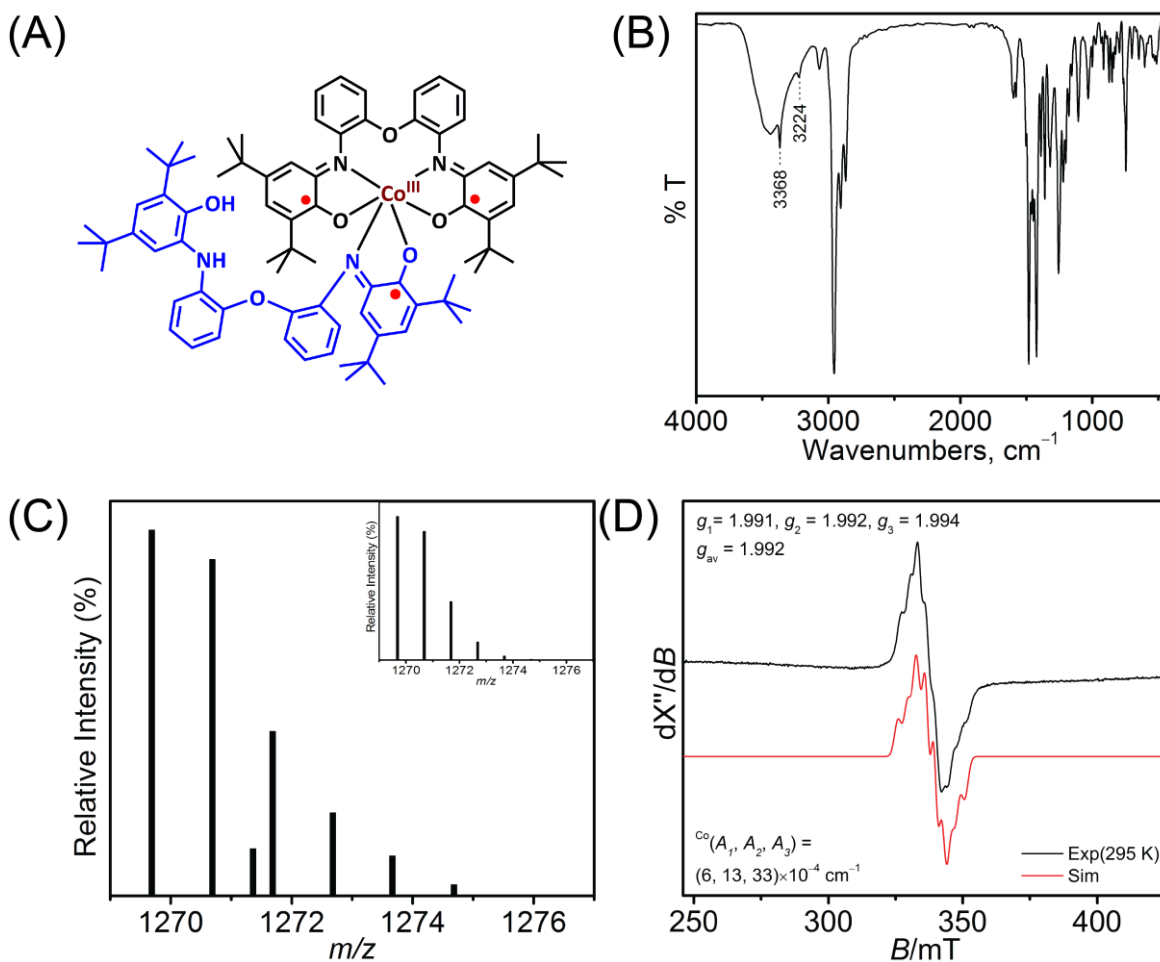 (A)
O
N
N
Co^III
O
O
OH
NH
O
N
O
(B)
3368
3224
% T
4000 3000 2000 1000
Wavenumbers, cm⁻¹
(C)
Relative Intensity (%)
1270 1272 1274 1276
m/z
Relative Intensity (%)
1270 1272 1274 1276
m/z
(D)
g₁= 1.991, g₂ = 1.992, g₃ = 1.994
gₐᵥ = 1.992
dX"/dB
ᶜᵒ(A₁, A₂, A₃) =
(6, 13, 33)×10⁻⁴ cm⁻¹
Exp(295 K)
Sim
250 300 350 400
B/mT